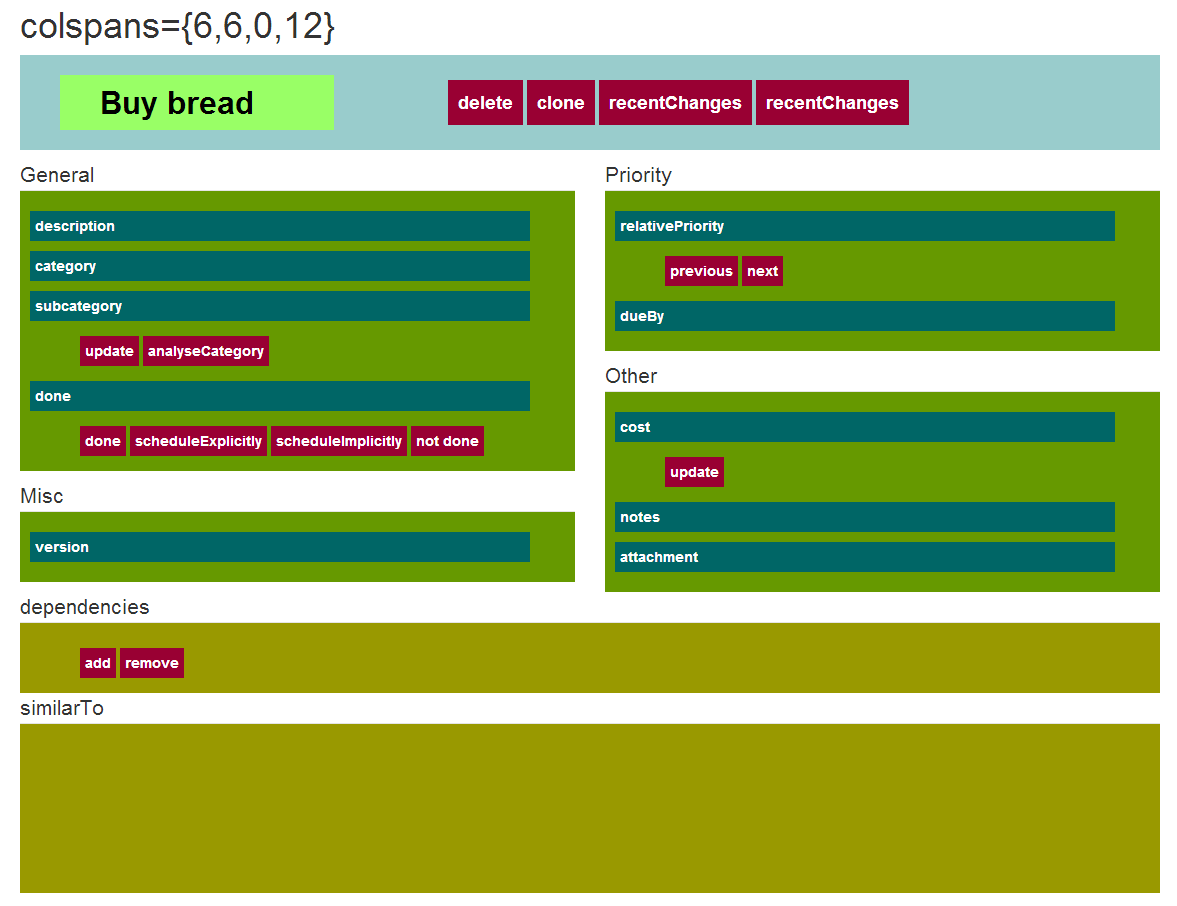 colspans={6,6,0,12}
Buy bread
delete clone recentChanges recentChanges
General
description
category
subcategory
update analyseCategory
done
done scheduleExplicitly scheduleImplicitly not done
Misc
version
Priority
relativePriority
previous next
dueBy
Other
cost
update
notes
attachment
dependencies
add remove
similarTo